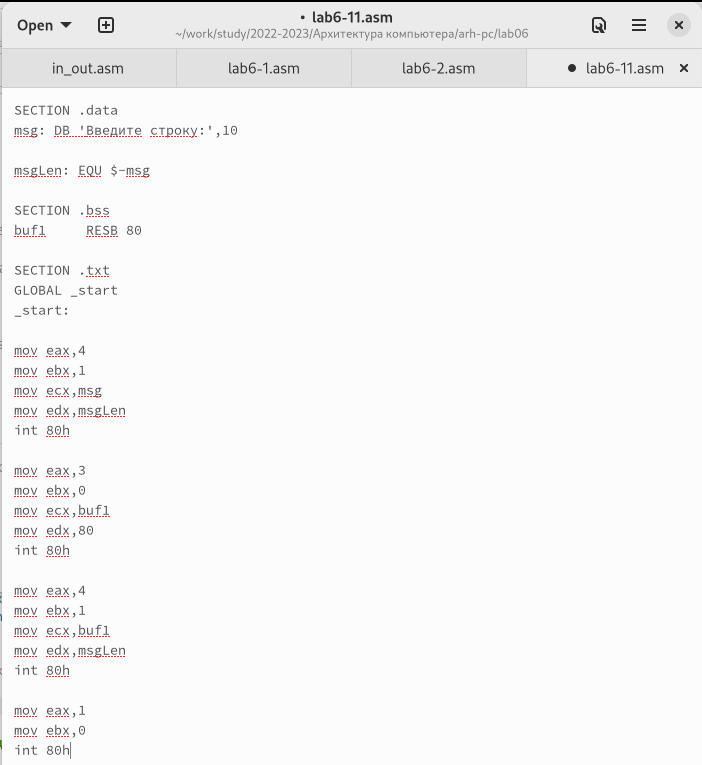 Open
• lab6-11.asm
~/work/study/2022-2023/Архитектура компьютера/arh-pc/lab06
in_out.asm
lab6-1.asm
lab6-2.asm
● lab6-11.asm
SECTION .data
msg: DB 'Введите строку:',10
msgLen: EQU $-msg
SECTION .bss
buf1     RESB 80
SECTION .txt
GLOBAL _start
_start:
mov eax,4
mov ebx,1
mov ecx,msg
mov edx,msgLen
int 80h
mov eax,3
mov ebx,0
mov ecx,buf1
mov edx,80
int 80h
mov eax,4
mov ebx,1
mov ecx,buf1
mov edx,msgLen
int 80h
mov eax,1
mov ebx,0
int 80h